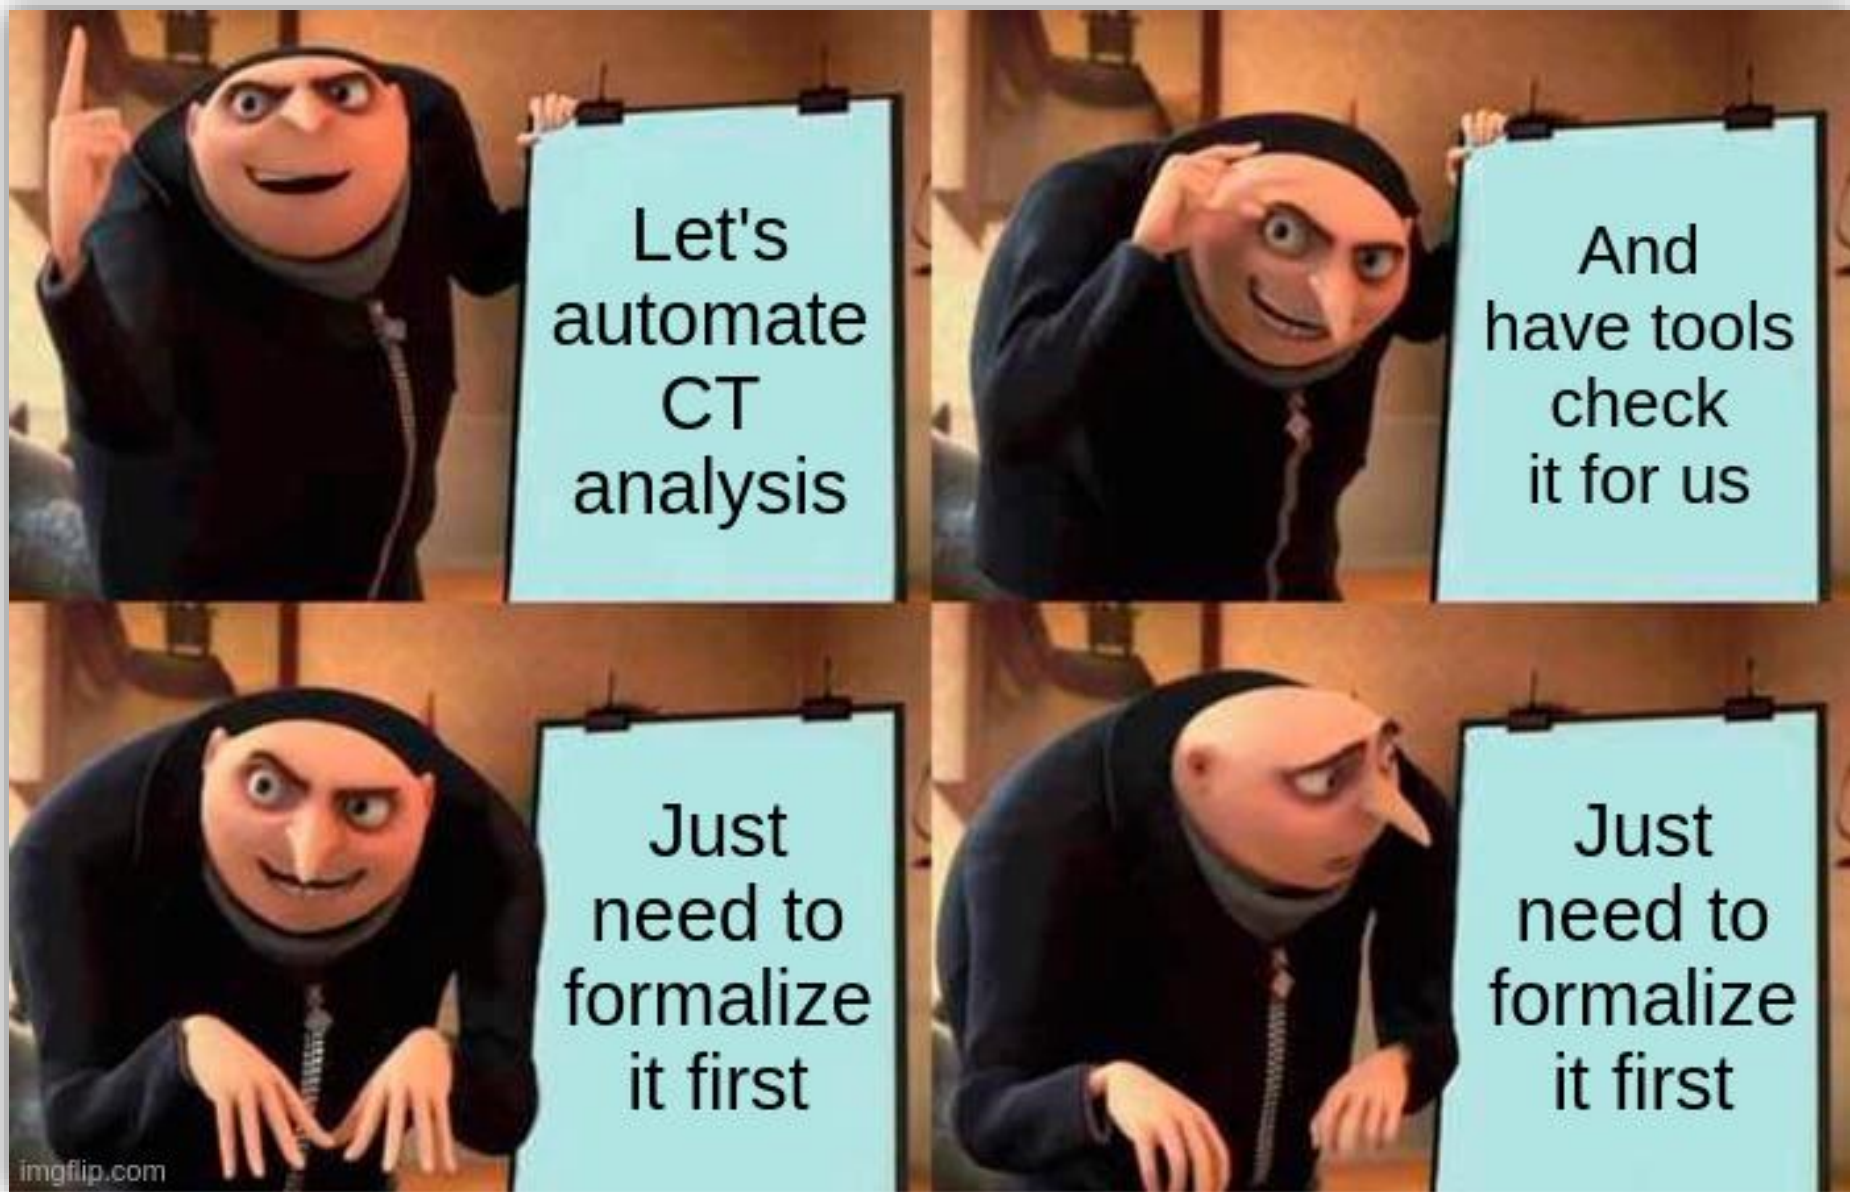 Let's
automate
CT
analysis
And
have tools
check
it for us
Just
need to
formalize
it first
Just
need to
formalize
it first
imgflip.com